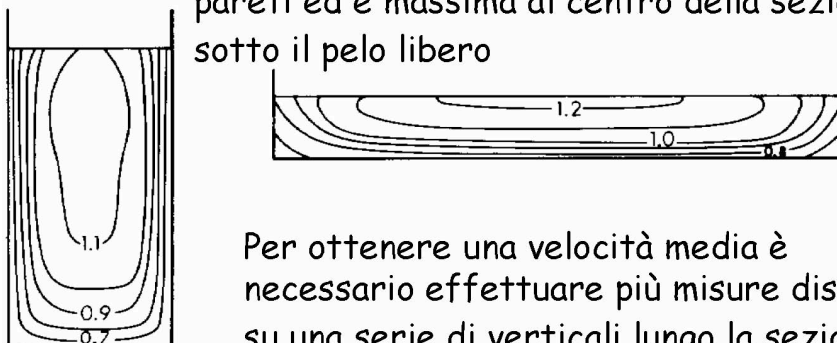 pareti ed è massima al centro della sezio
sotto il pelo libero
1.2
1.0
0.8
1.1
Per ottenere una velocità media è
necessario effettuare più misure dis
0.9
0.7
su una serie di verticali lungo la sezio